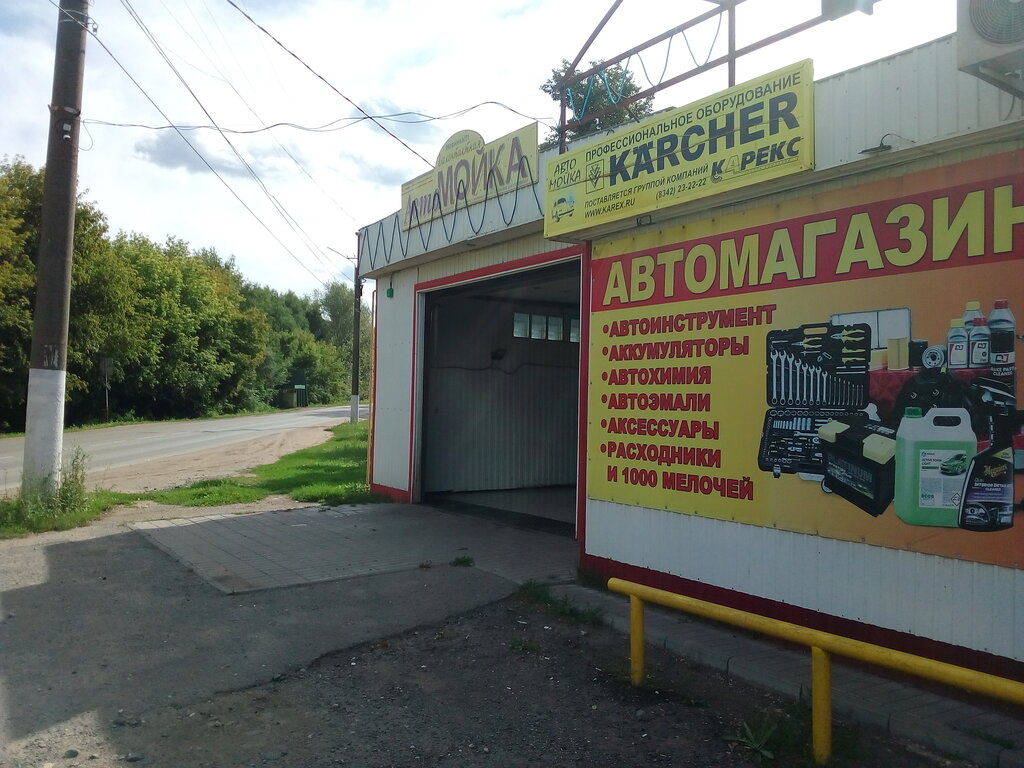 АвтоМОЙКА
АВТО
МОЙКА
ПРОФЕССИОНАЛЬНОЕ ОБОРУДОВАНИЕ
KÄRCHER
ПОСТАВЛЯЕТСЯ ГРУППОЙ КОМПАНИЙ КАРЕКС
WWW.KAREX.RU (8342) 23-22-22
АВТОМАГАЗИН
•АВТОИНСТРУМЕНТ
•АККУМУЛЯТОРЫ
•АВТОХИМИЯ
•АВТОЭМАЛИ
•АКСЕССУАРЫ
•РАСХОДНИКИ
И 1000 МЕЛОЧЕЙ